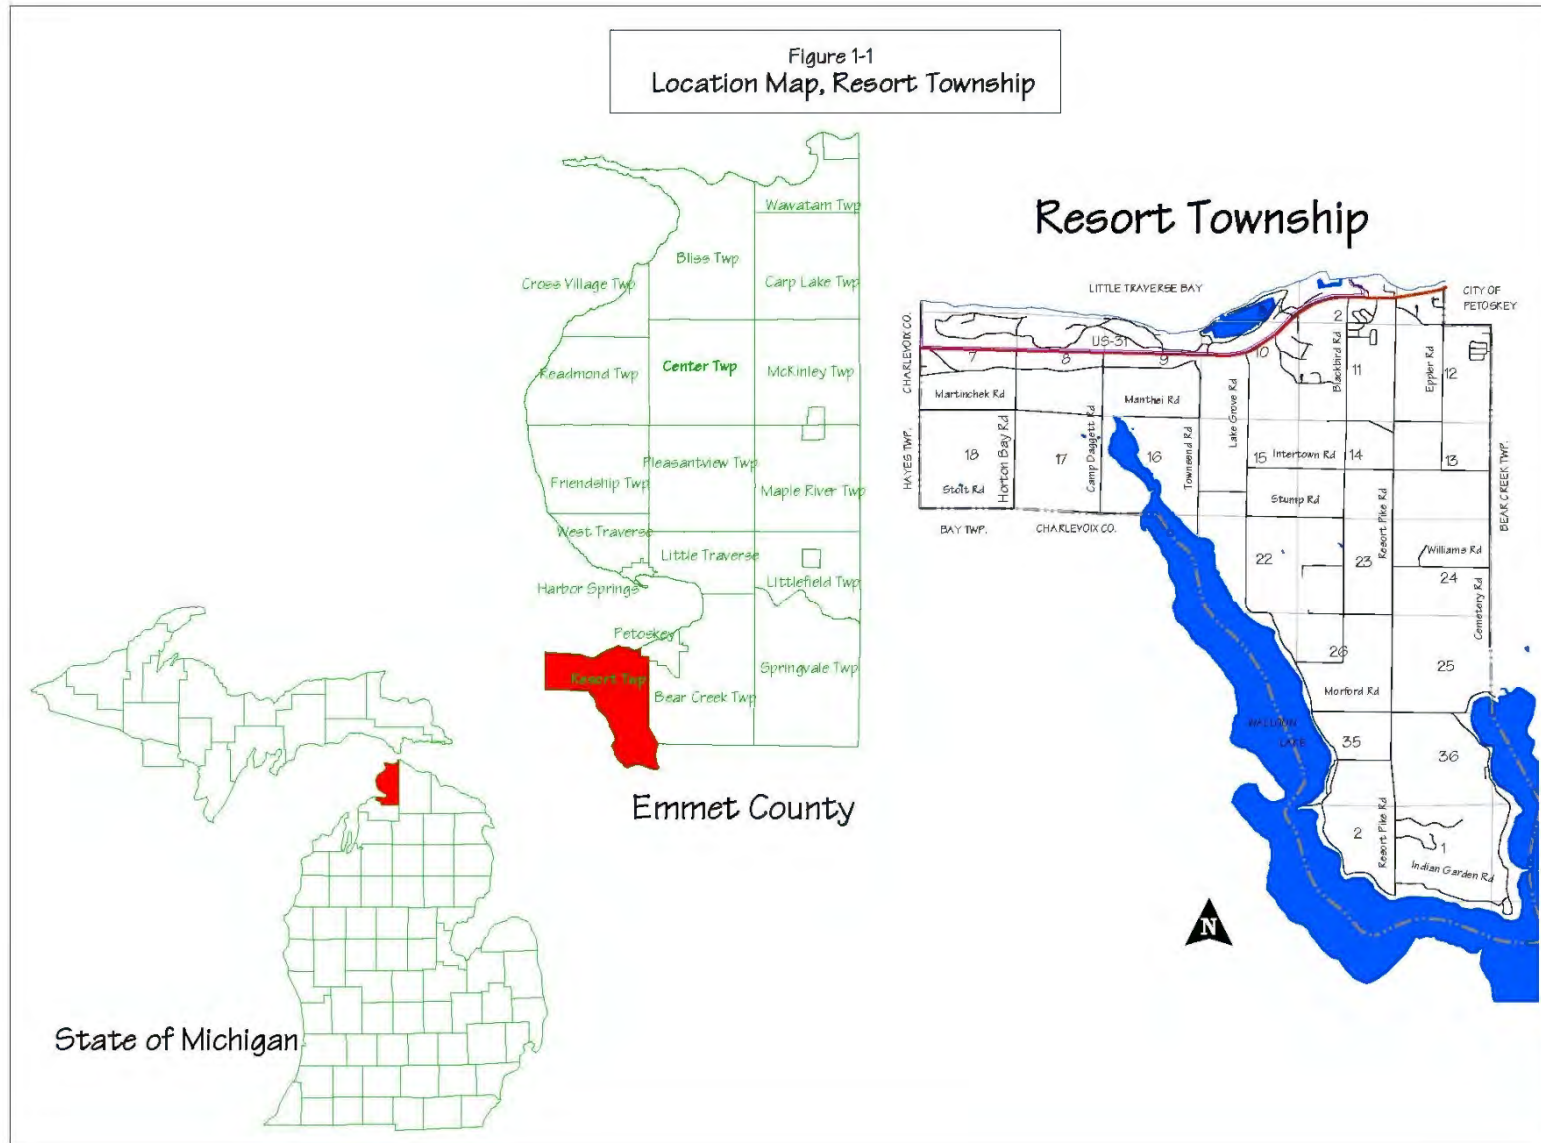 Figure 1-1
Location Map, Resort Township
Wawatam Twp
Bliss Twp
Cross Village Twp
Carp Lake Twp
Readmond Twp
Center Twp
McKinley Twp
Pleasantview Twp
Friendship Twp
Maple River Twp
West Traverse
Little Traverse
Harbor Springs
Littlefield Twp
Petoskey
Resort Twp
Bear Creek Twp
Springvale Twp
Emmet County
State of Michigan
Resort Township
LITTLE TRAVERSE BAY
CITY OF
PETOSKEY
CHARLEVOIX CO.
HAYES TWP.
US-31
7
8
9
10
2
11
12
Blackbird Rd
Eppler Rd
Martinchek Rd
Manthei Rd
Lake Grove Rd
Horton Bay Rd
Camp Daggett Rd
Townsend Rd
18
17
16
15
Intertown Rd
14
13
Stolt Rd
Stump Rd
Resort Pike Rd
BEAR CREEK TWP.
BAY TWP.
CHARLEVOIX CO.
Williams Rd
22
23
24
Cemetery Rd
26
25
Morford Rd
WALLOON
LAKE
35
36
2
Resort Pike Rd
1
Indian Garden Rd
N